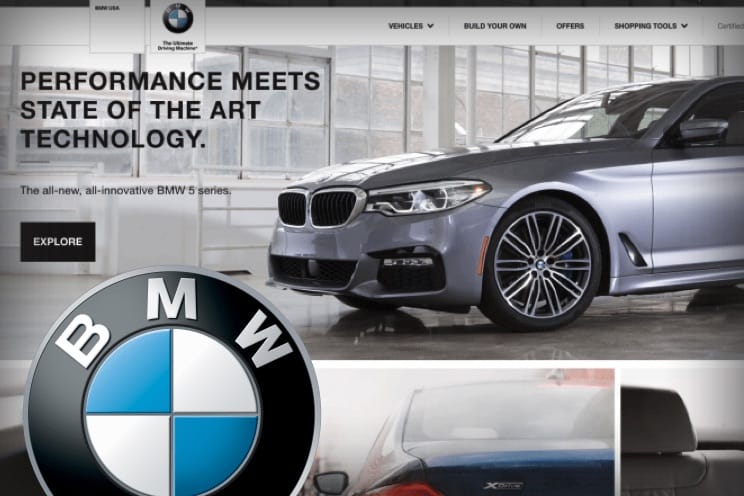 BMW USA
BMW
The Ultimate
Driving Machine®
VEHICLES
BUILD YOUR OWN
OFFERS
SHOPPING TOOLS
Certified
PERFORMANCE MEETS
STATE OF THE ART
TECHNOLOGY.
The all-new, all-innovative BMW 5 series.
EXPLORE
BMW
XDRIVE